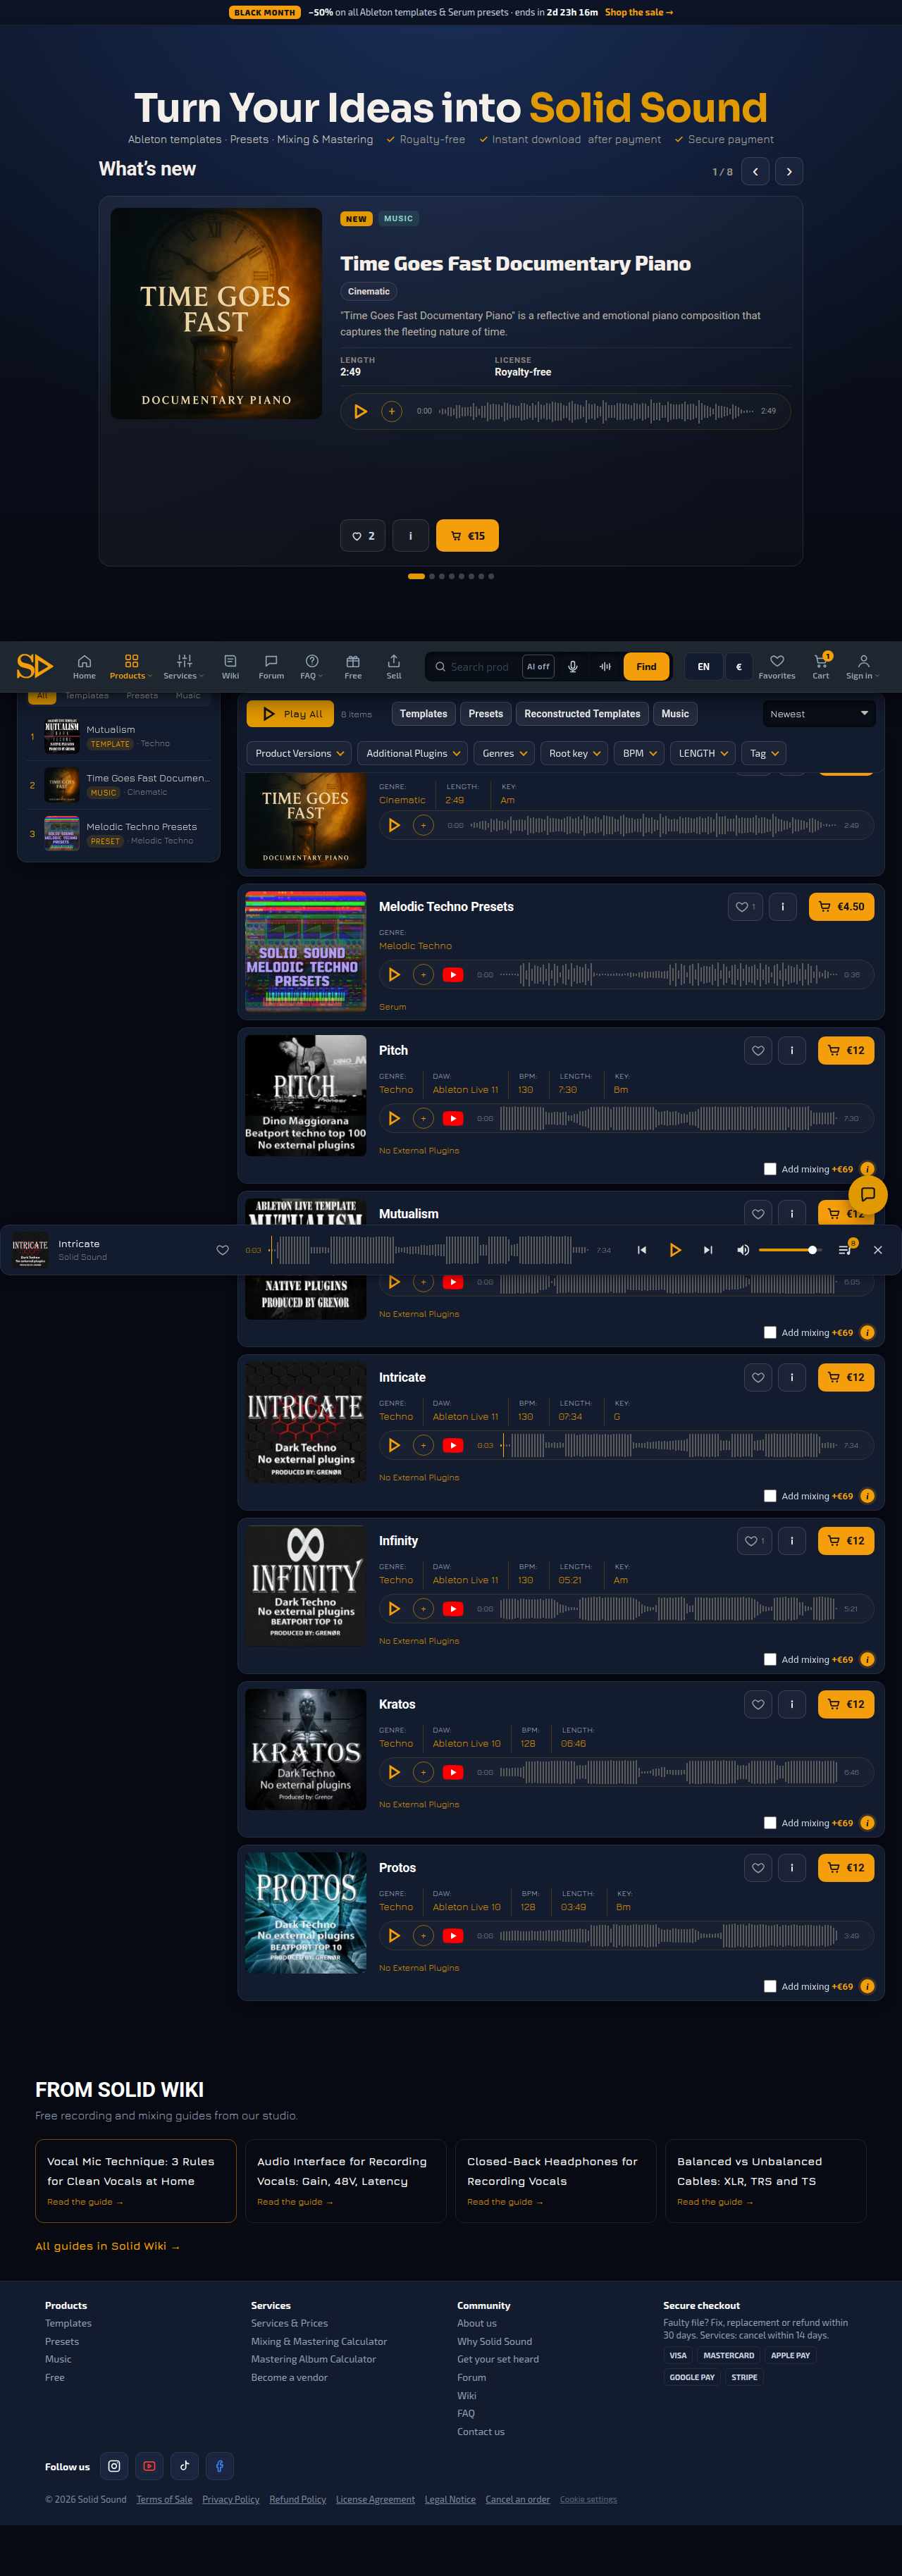 BLACK MONTH −50% on all Ableton templates & Serum presets · ends in 2d 23h 16m Shop the sale →
Turn Your Ideas into Solid Sound
Ableton templates · Presets · Mixing & Mastering ✓ Royalty-free ✓ Instant download after payment ✓ Secure payment
What's new
1 / 8
TIME GOES
FAST
DOCUMENTARY PIANO
NEW MUSIC
Time Goes Fast Documentary Piano
Cinematic
"Time Goes Fast Documentary Piano" is a reflective and emotional piano composition that
captures the fleeting nature of time.
LENGTH LICENSE
2:49 Royalty-free
0:00 2:49
2 i €15
Home Products Services Wiki Forum FAQ Free Sell
Search prod AI off Find EN € Favorites 1 Cart Sign in
All Templates Presets Music
1 Mutualism
TEMPLATE · Techno
2 Time Goes Fast Documen...
MUSIC · Cinematic
3 Melodic Techno Presets
PRESET · Melodic Techno
Play All 8 items Templates Presets Reconstructed Templates Music Newest
Product Versions Additional Plugins Genres Root key BPM LENGTH Tag
TIME GOES
FAST
DOCUMENTARY PIANO
GENRE: LENGTH: KEY:
Cinematic 2:49 Am
0:00 2:49
SOLID SOUND
MELODIC TECHNO
PRESETS
Melodic Techno Presets 1 i €4.50
GENRE:
Melodic Techno
0:00 0:36
Serum
PITCH
Dino Maggiorana
Beatport techno top 100
No external plugins
Pitch i €12
GENRE: DAW: BPM: LENGTH: KEY:
Techno Ableton Live 11 130 7:30 Bm
0:00 7:30
No External Plugins
Add mixing +€69 i
ABLETON LIVE TEMPLATE
MUTUALISM
NATIVE PLUGINS
PRODUCED BY GRENOR
Mutualism i €12
Intricate
Solid Sound
0:03 7:34 8
0:00 6:05
No External Plugins
Add mixing +€69 i
INTRICATE
Dark Techno
No external plugins
PRODUCED BY: GRENØR
Intricate i €12
GENRE: DAW: BPM: LENGTH: KEY:
Techno Ableton Live 11 130 07:34 G
0:03 7:34
No External Plugins
Add mixing +€69 i
INFINITY
Dark Techno
No external plugins
BEATPORT TOP 10
PRODUCED BY: GRENØR
Infinity 1 i €12
GENRE: DAW: BPM: LENGTH: KEY:
Techno Ableton Live 11 130 05:21 Am
0:00 5:21
No External Plugins
Add mixing +€69 i
KRATOS
Dark Techno
No external plugins
Produced by: Grenor
Kratos i €12
GENRE: DAW: BPM: LENGTH:
Techno Ableton Live 10 128 06:46
0:00 6:46
No External Plugins
Add mixing +€69 i
PROTOS
Dark Techno
No external plugins
BEATPORT TOP 10
PRODUCED BY: GRENØR
Protos i €12
GENRE: DAW: BPM: LENGTH: KEY:
Techno Ableton Live 10 128 03:49 Bm
0:00 3:49
No External Plugins
Add mixing +€69 i
FROM SOLID WIKI
Free recording and mixing guides from our studio.
Vocal Mic Technique: 3 Rules
for Clean Vocals at Home
Read the guide →
Audio Interface for Recording
Vocals: Gain, 48V, Latency
Read the guide →
Closed-Back Headphones for
Recording Vocals
Read the guide →
Balanced vs Unbalanced
Cables: XLR, TRS and TS
Read the guide →
All guides in Solid Wiki →
Products
Templates
Presets
Music
Free
Services
Services & Prices
Mixing & Mastering Calculator
Mastering Album Calculator
Become a vendor
Community
About us
Why Solid Sound
Get your set heard
Forum
Wiki
FAQ
Contact us
Secure checkout
Faulty file? Fix, replacement or refund within
30 days. Services: cancel within 14 days.
VISA MASTERCARD APPLE PAY
GOOGLE PAY STRIPE
Follow us
© 2026 Solid Sound Terms of Sale Privacy Policy Refund Policy License Agreement Legal Notice Cancel an order Cookie settings